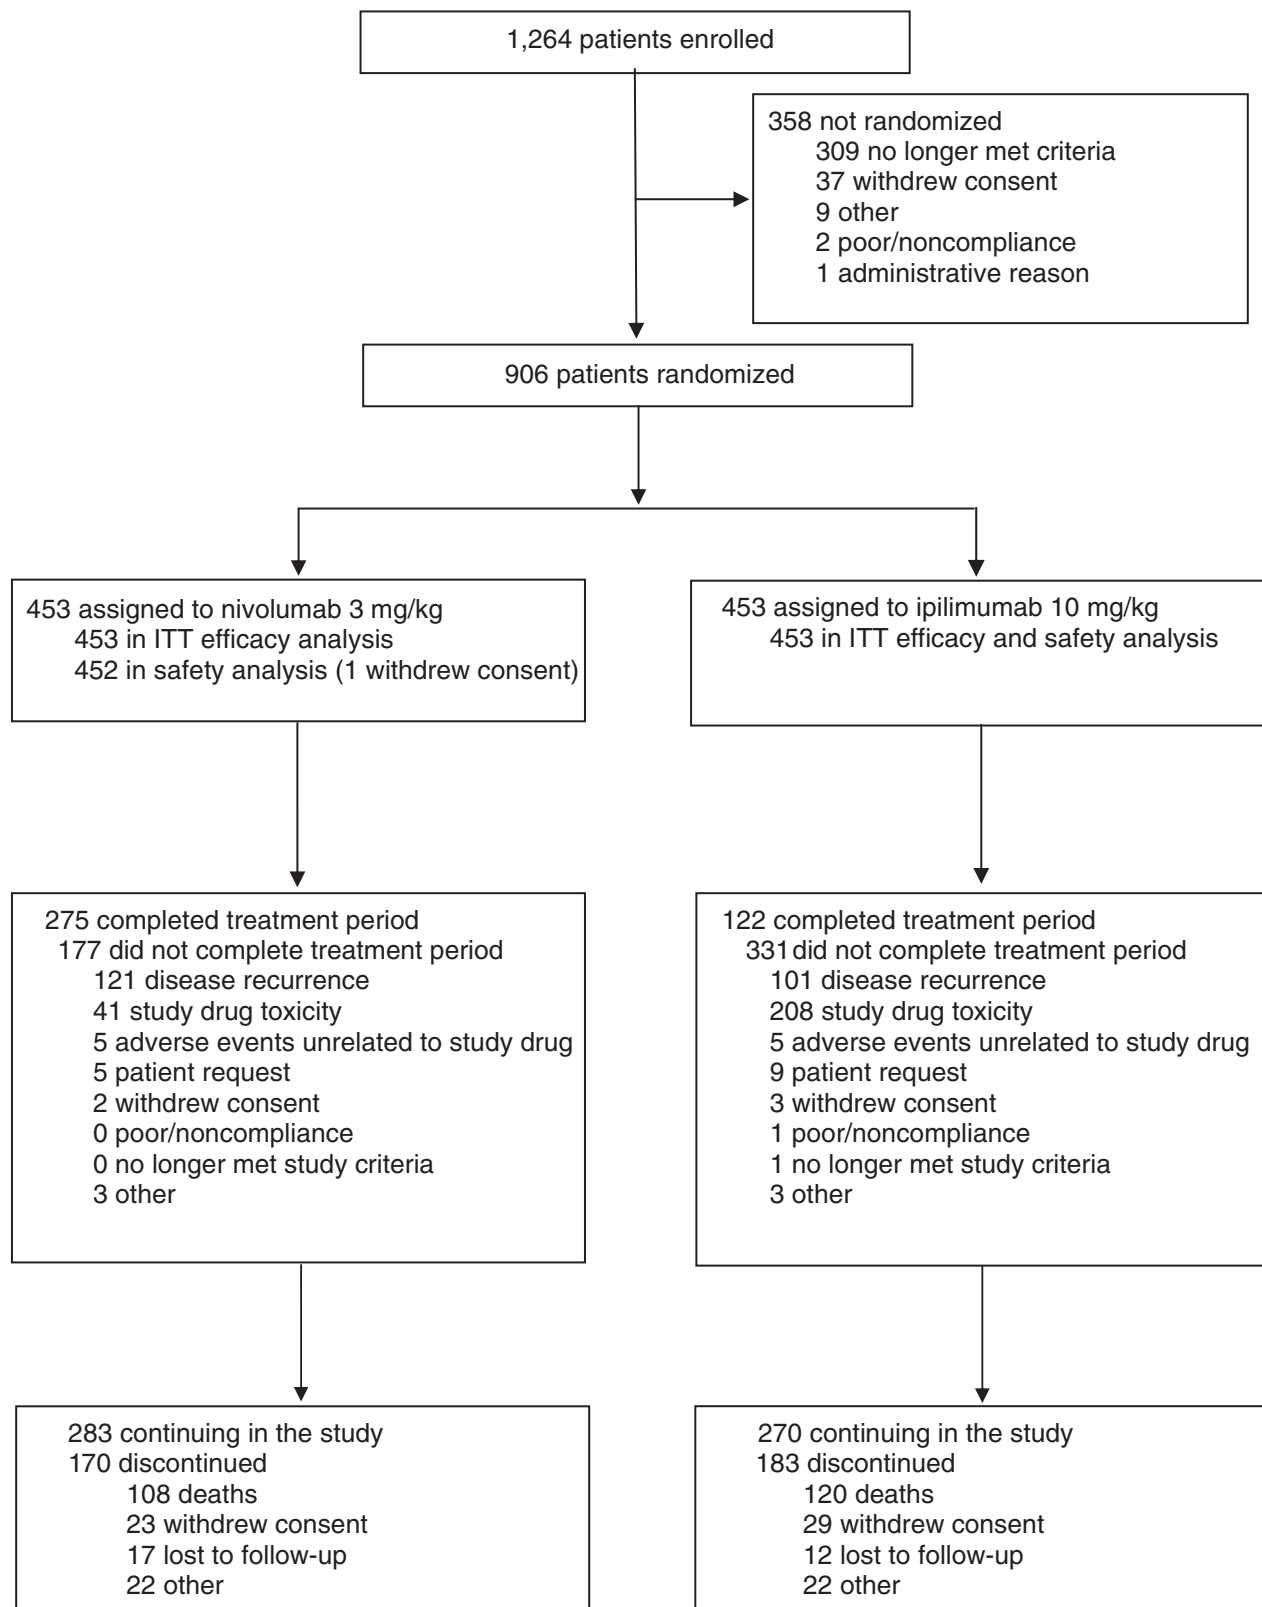 1,264 patients enrolled
358 not randomized
309 no longer met criteria
37 withdrew consent
9 other
2 poor/noncompliance
1 administrative reason
906 patients randomized
453 assigned to nivolumab 3 mg/kg
453 in ITT efficacy analysis
452 in safety analysis (1 withdrew consent)
453 assigned to ipilimumab 10 mg/kg
453 in ITT efficacy and safety analysis
275 completed treatment period
177 did not complete treatment period
121 disease recurrence
41 study drug toxicity
5 adverse events unrelated to study drug
5 patient request
2 withdrew consent
0 poor/noncompliance
0 no longer met study criteria
3 other
122 completed treatment period
331 did not complete treatment period
101 disease recurrence
208 study drug toxicity
5 adverse events unrelated to study drug
9 patient request
3 withdrew consent
1 poor/noncompliance
1 no longer met study criteria
3 other
283 continuing in the study
170 discontinued
108 deaths
23 withdrew consent
17 lost to follow-up
22 other
270 continuing in the study
183 discontinued
120 deaths
29 withdrew consent
12 lost to follow-up
22 other